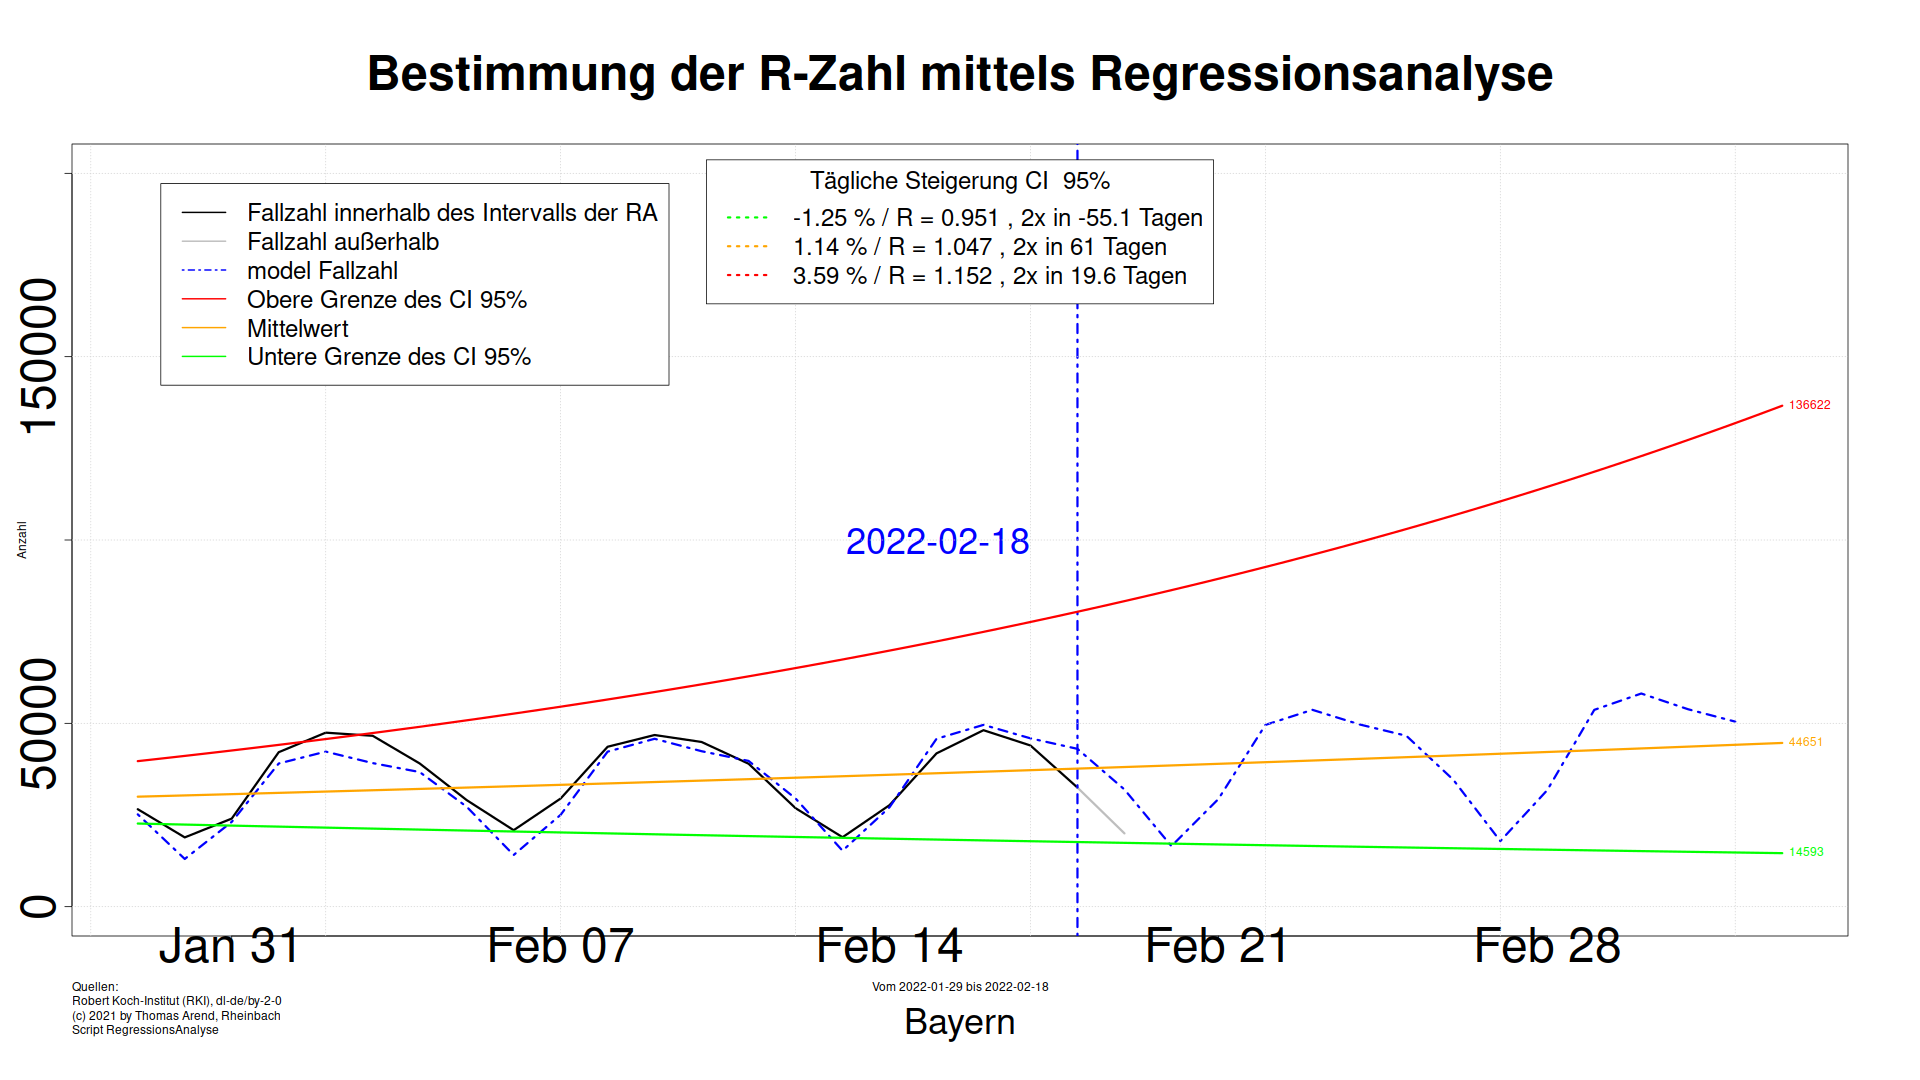 Bestimmung der R-Zahl mittels Regressionsanalyse
Fallzahl innerhalb des Intervalls der RA
Fallzahl außerhalb
model Fallzahl
Obere Grenze des CI 95%
Mittelwert
Untere Grenze des CI 95%
Tägliche Steigerung CI 95%
-1.25 % / R = 0.951 , 2x in -55.1 Tagen
1.14 % / R = 1.047 , 2x in 61 Tagen
3.59 % / R = 1.152 , 2x in 19.6 Tagen
150000
50000
0
Anzahl
2022-02-18
136622
44651
14593
Jan 31
Feb 07
Feb 14
Feb 21
Feb 28
Quellen:
Robert Koch-Institut (RKI), dl-de/by-2-0
(c) 2021 by Thomas Arend, Rheinbach
Script RegressionsAnalyse
Vom 2022-01-29 bis 2022-02-18
Bayern